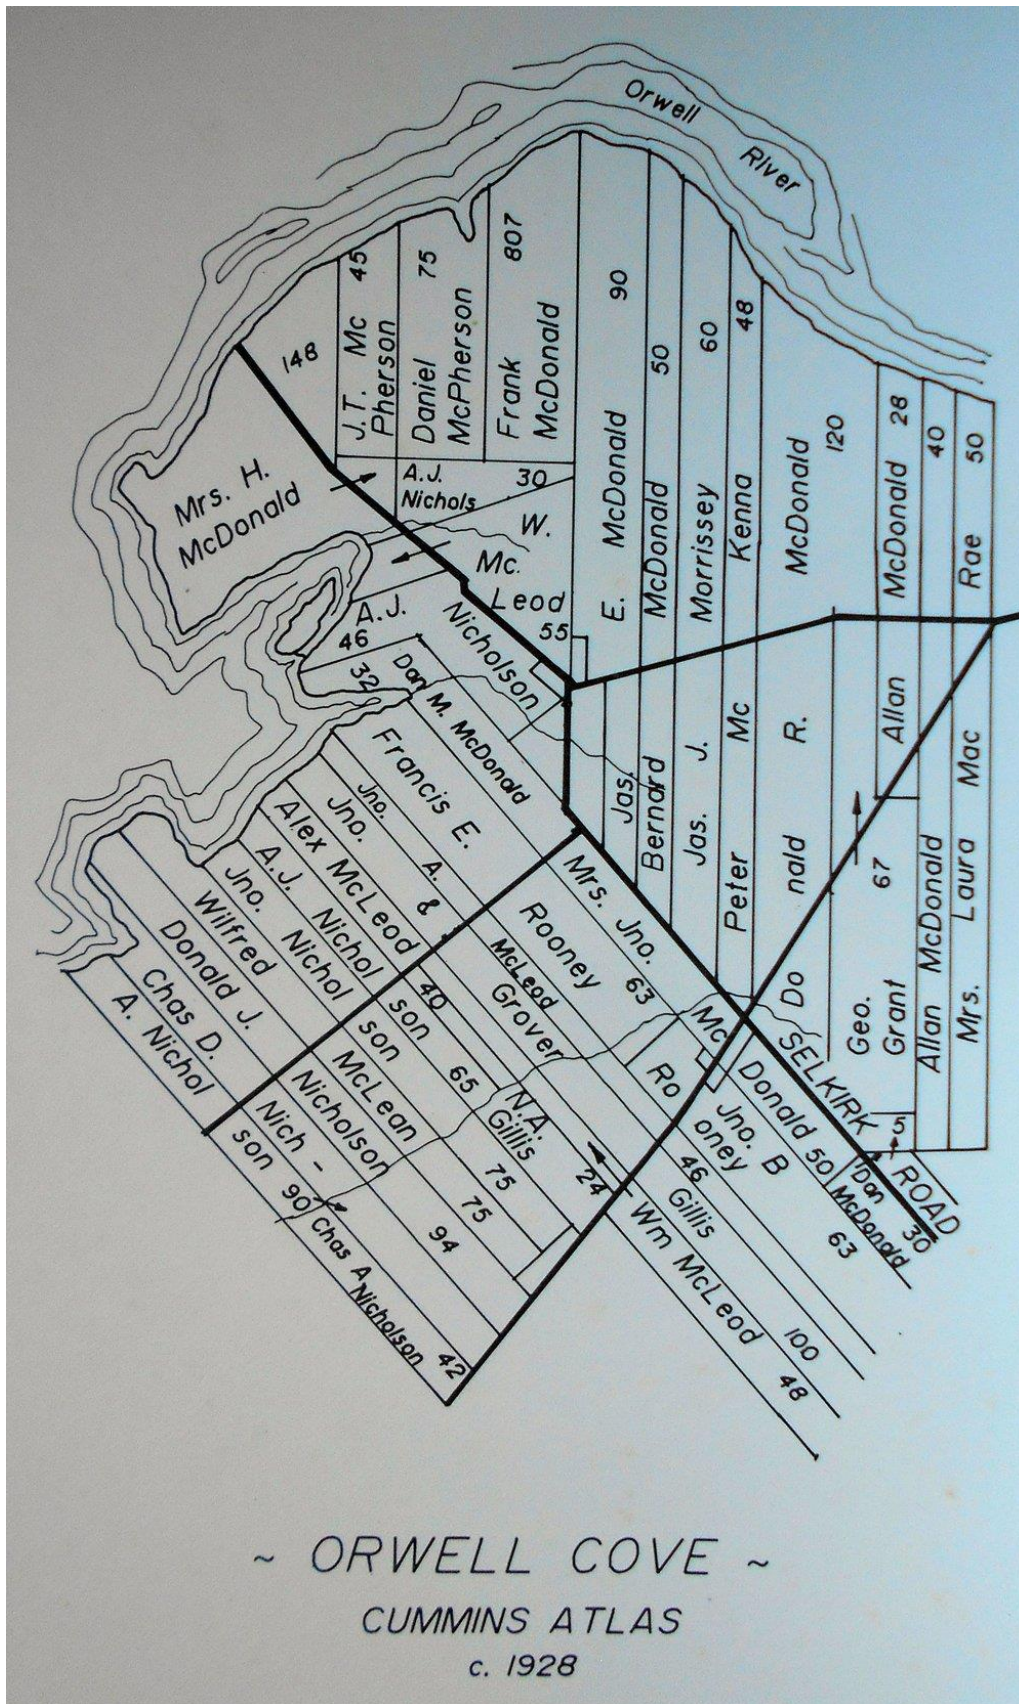 Orwell
River
148
J.T. Mc 45
Pherson
Daniel 75
McPherson
Frank 807
McDonald
E. McDonald 90
Jas. McDonald 50
Bernard
Jas. J. Morrissey 60
Peter Mc Kenna 48
Do nald R. McDonald 120
Allan McDonald 28
Geo. 67
Grant
Allan McDonald 40
Mrs. Laura Mac Rae 50
Mrs. H.
McDonald
A.J.
Nichols
30
W.
Mc.
Leod
55
A.J.
Nicholson
46
32
Dan M. McDonald
Francis E.
Rooney
Mrs. Jno.
63
Mc
Donald 50
Jno. A. &
Jno.
McLeod
Grover
Alex McLeod
40
A.J. Nichol
son
65
Jno. Nichol
son
Wilfred
McLean
75
Donald J.
Nicholson
75
Chas D.
Nich -
94
A. Nichol
son 90
Chas A
Nicholson
42
N.A.
Gillis
24
Ro
oney
Jno. B
46
Gillis
100
Wm McLeod
48
63
Dan
McDonald
30
5
SELKIRK
ROAD
~ ORWELL COVE ~
CUMMINS ATLAS
c. 1928